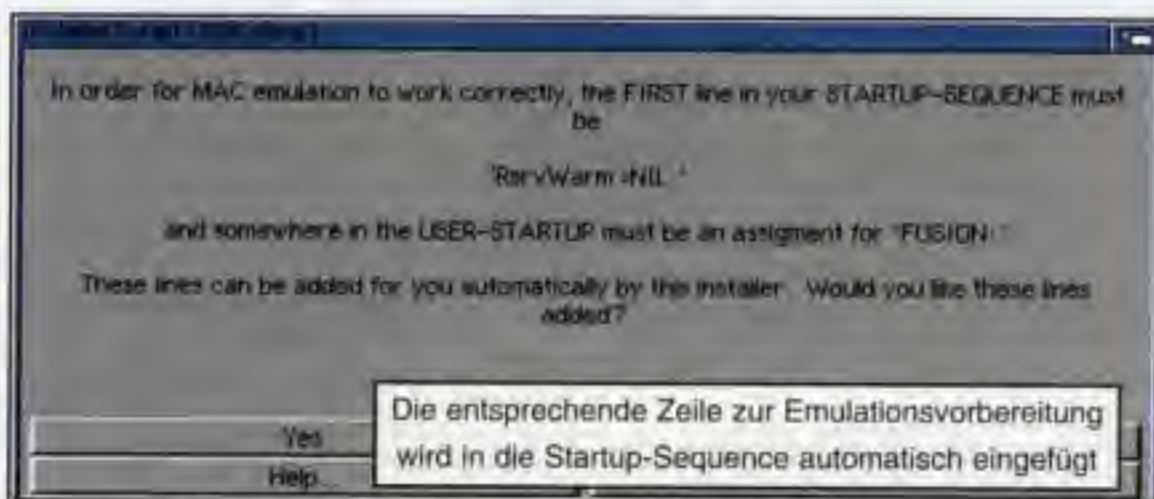 In order for MAC emulation to work correctly, the FIRST line in your STARTUP-SEQUENCE must
be
'RsrvWarm >NIL: '
and somewhere in the USER-STARTUP must be an assigment for "FUSION: "
These lines can be added for you automatically by this installer. Would you like these lines
added?
Yes
Help...
Die entsprechende Zeile zur Emulationsvorbereitung
wird in die Startup-Sequence automatisch eingefügt